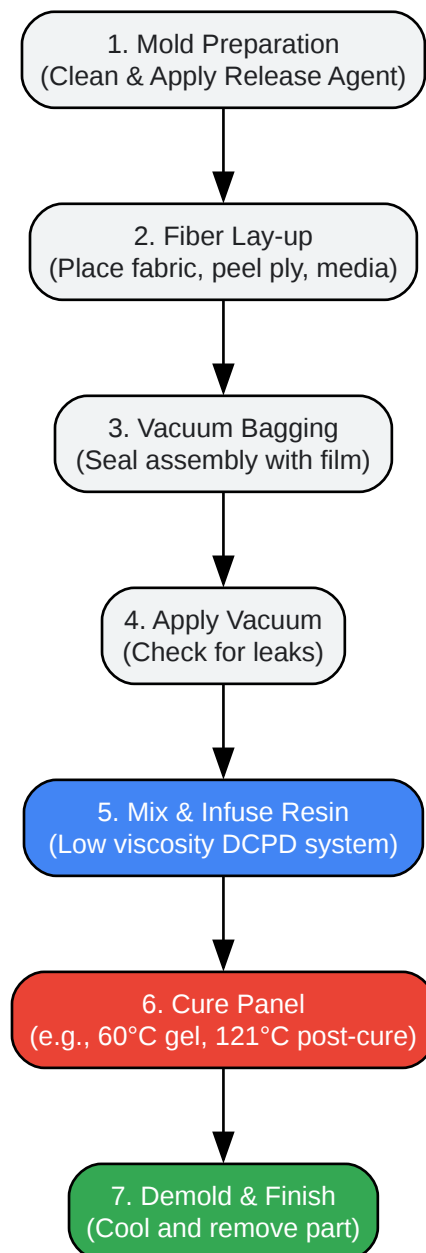 1. Mold Preparation
(Clean & Apply Release Agent)
2. Fiber Lay-up
(Place fabric, peel ply, media)
3. Vacuum Bagging
(Seal assembly with film)
4. Apply Vacuum
(Check for leaks)
5. Mix & Infuse Resin
(Low viscosity DCPD system)
6. Cure Panel
(e.g., 60°C gel, 121°C post-cure)
7. Demold & Finish
(Cool and remove part)